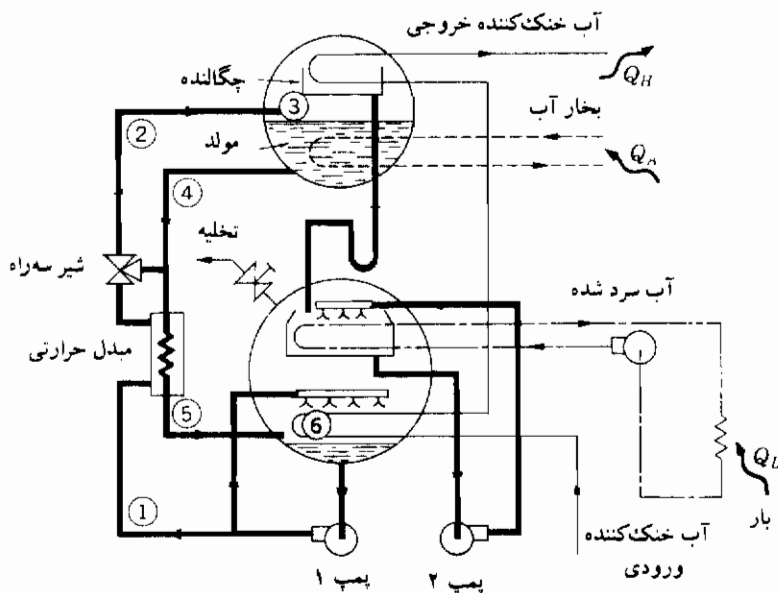 آب خنک‌کننده خروجی
چگالنده
Q_H
③
②
بخار آب
مولد
Q_s
④
تخلیه
شیر سه‌راه
آب سرد شده
مبدل حرارتی
⑤
⑥
Q_L
بار
①
آب خنک‌کننده
ورودی
پمپ ۱
پمپ ۲